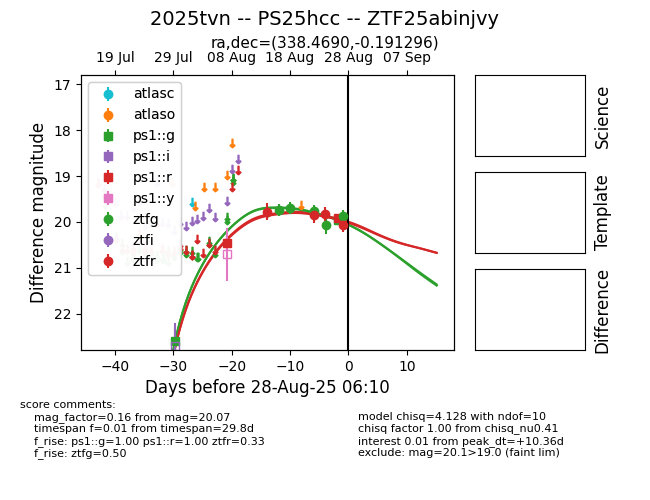 2025tvn -- PS25hcc -- ZTF25abinjvy
ra,dec=(338.4690,-0.191296)
19 Jul 29 Jul 08 Aug 18 Aug 28 Aug 07 Sep
17
18
19
20
21
22
Difference magnitude
atlasc
atlaso
ps1::g
ps1::i
ps1::r
ps1::y
ztfg
ztfi
ztfr
−40 −30 −20 −10 0 10
Days before 28-Aug-25 06:10
Science
Template
Difference
score comments:
mag_factor=0.16 from mag=20.07
timespan f=0.01 from timespan=29.8d
f_rise: ps1::g=1.00 ps1::r=1.00 ztfr=0.33
f_rise: ztfg=0.50
model chisq=4.128 with ndof=10
chisq factor 1.00 from chisq_nu0.41
interest 0.01 from peak_dt=+10.36d
exclude: mag=20.1>19.0 (faint lim)